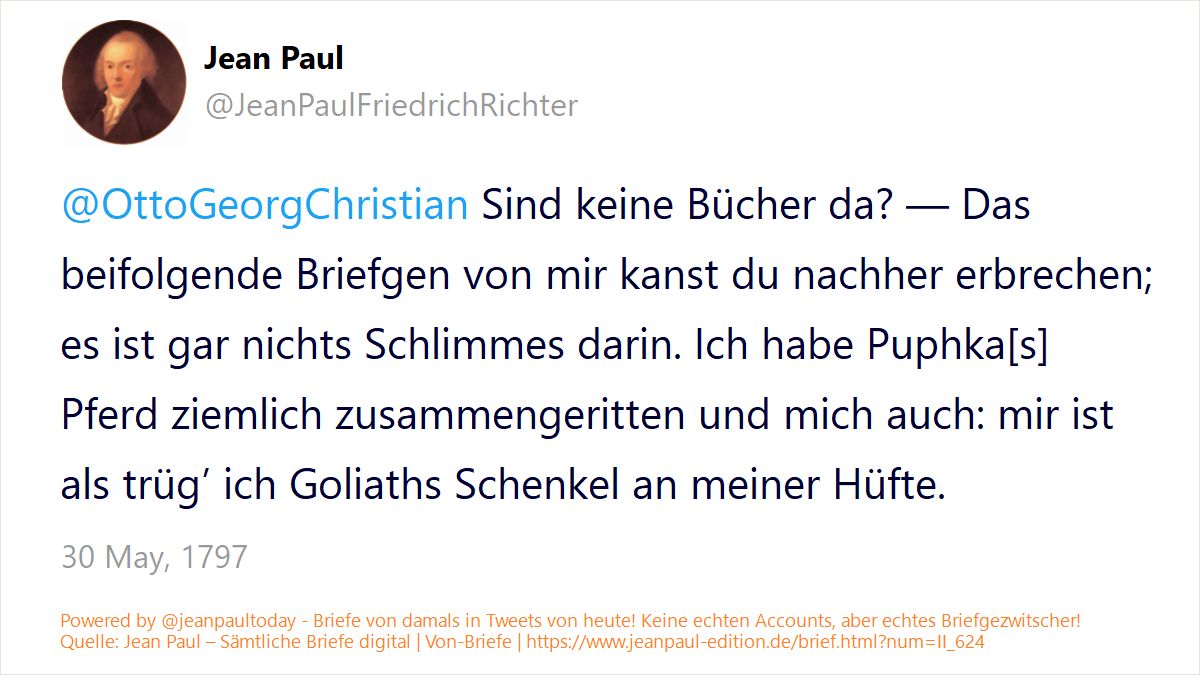 Jean Paul
@JeanPaulFriedrichRichter
@OttoGeorgChristian Sind keine Bücher da? — Das
beifolgende Briefgen von mir kanst du nachher erbrechen;
es ist gar nichts Schlimmes darin. Ich habe Puphka[s]
Pferd ziemlich zusammengeritten und mich auch: mir ist
als trüg’ ich Goliaths Schenkel an meiner Hüfte.
30 May, 1797
Powered by @jeanpaultoday - Briefe von damals in Tweets von heute! Keine echten Accounts, aber echtes Briefgezwitscher!
Quelle: Jean Paul – Sämtliche Briefe digital | Von-Briefe | https://www.jeanpaul-edition.de/brief.html?num=II_624